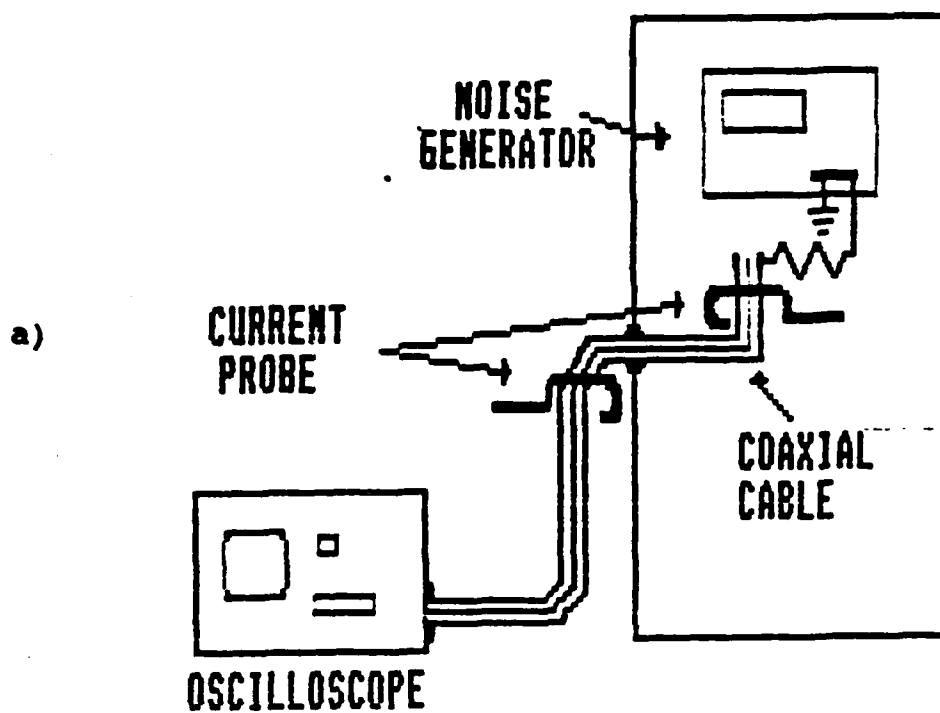 NOISE
GENERATOR
a)
CURRENT
PROBE
COAXIAL
CABLE
OSCILLOSCOPE